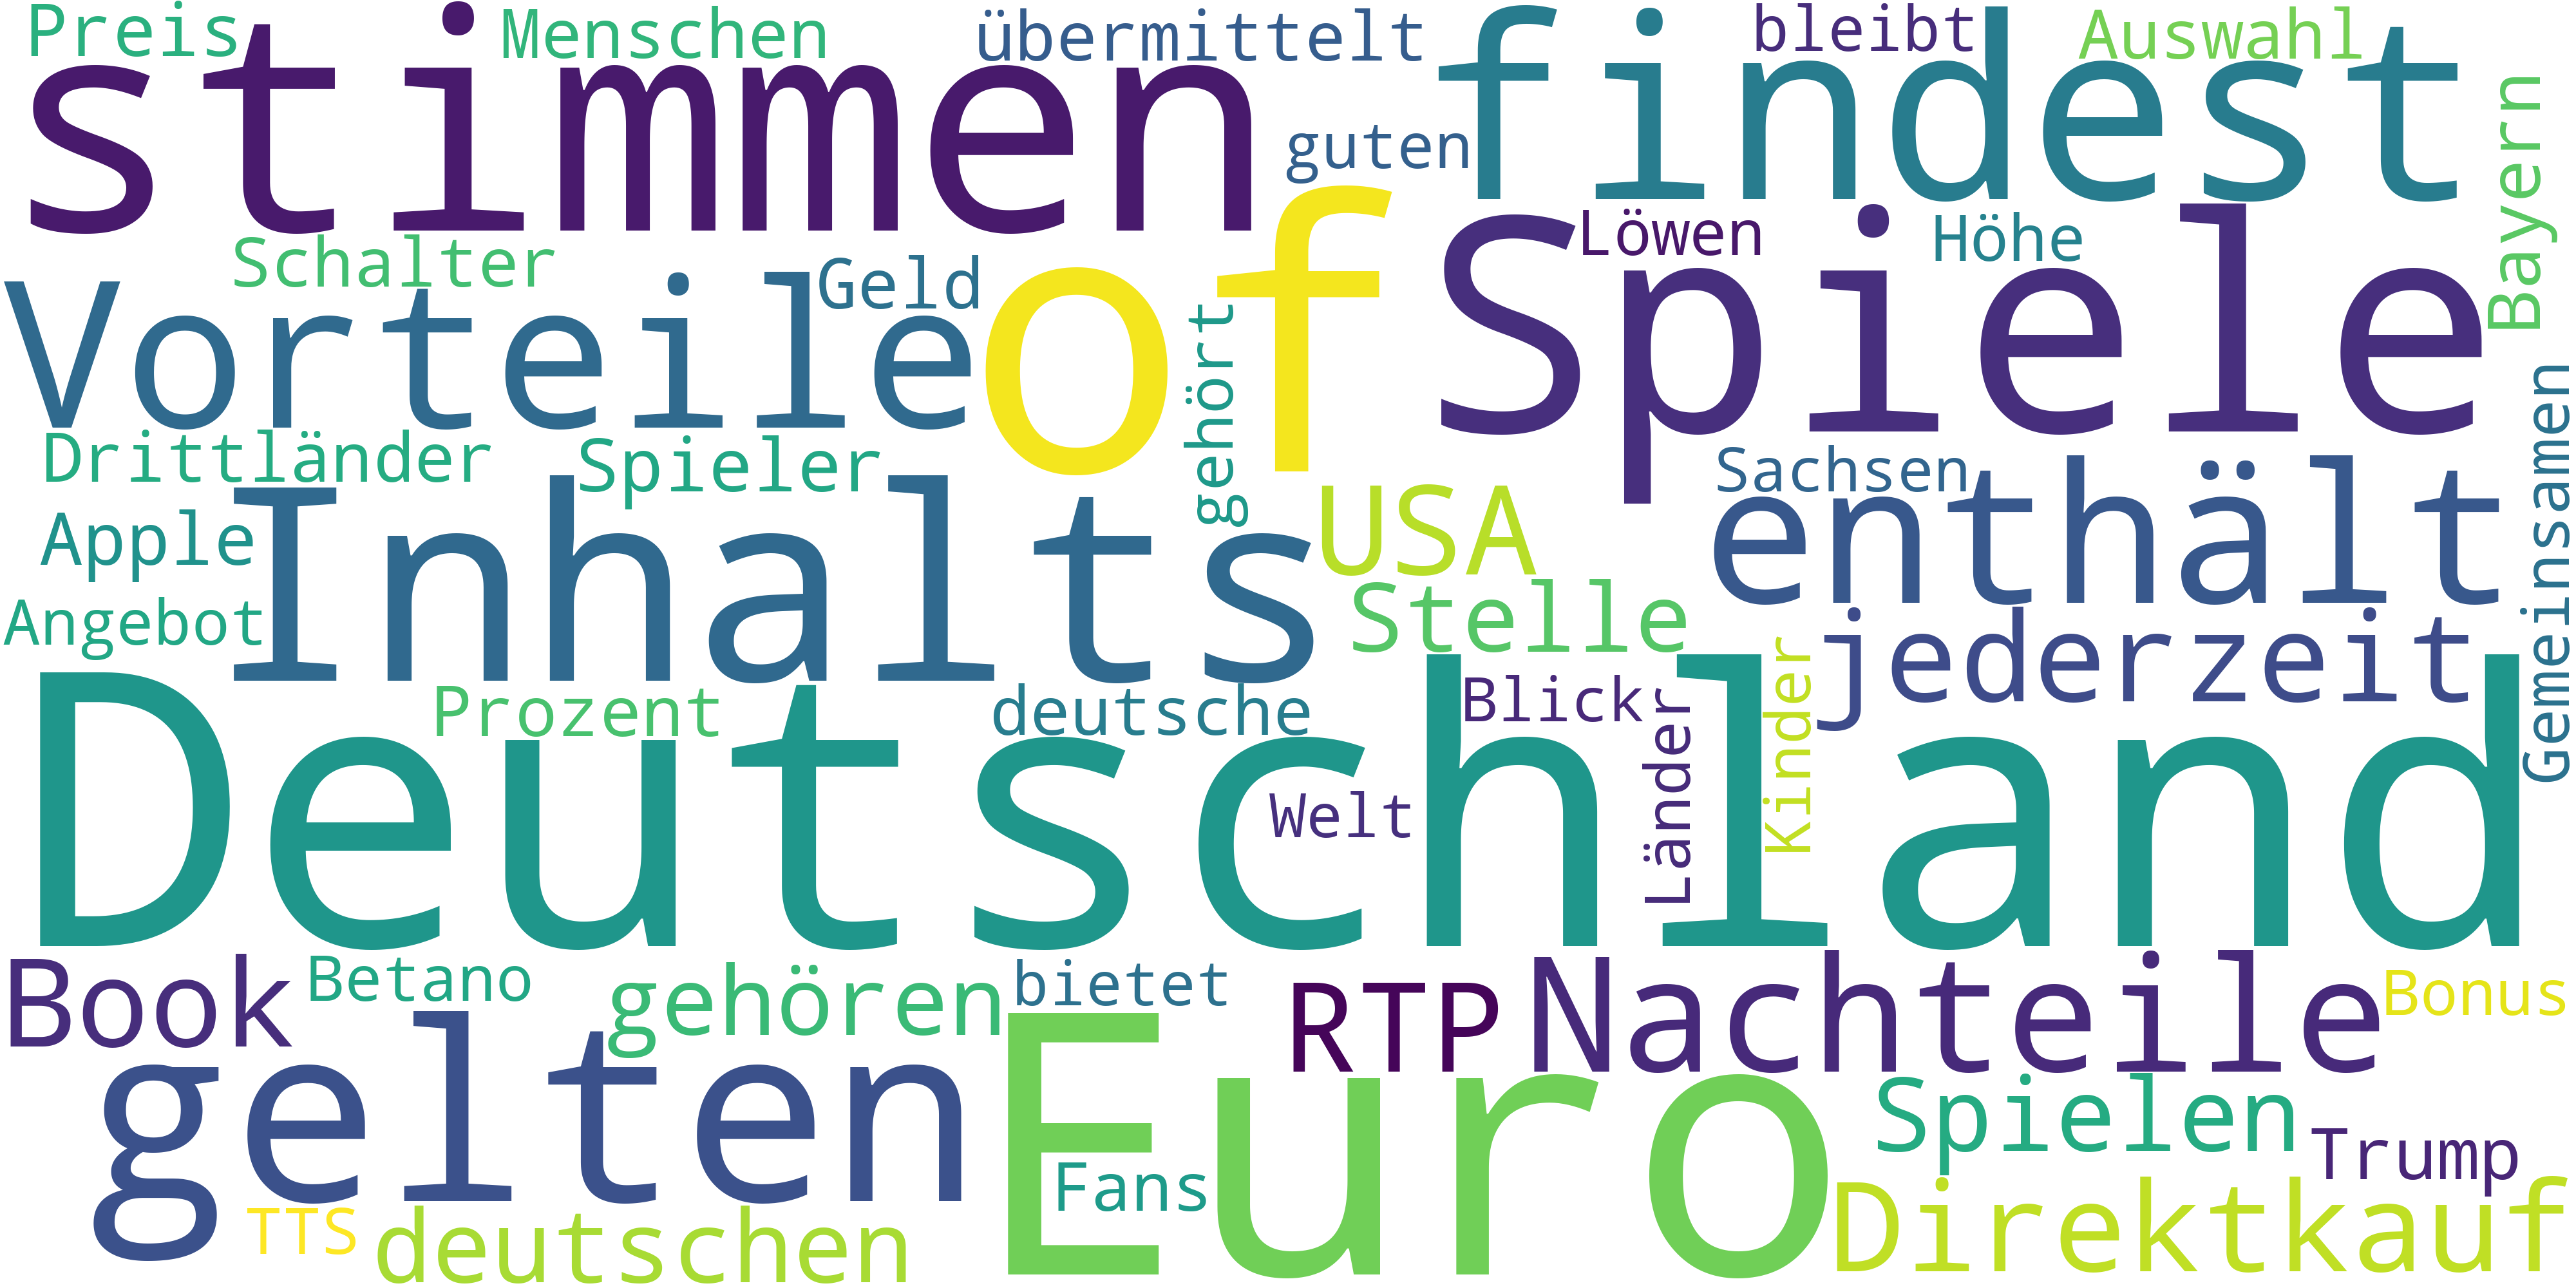 Preis
Menschen
übermittelt
bleibt
Auswahl
stimmen
findest
Bayern
guten
of
Spiele
Löwen
Höhe
Schalter
Geld
Vorteile
gehört
Gemeinsamen
Drittländer
Spieler
USA
Sachsen
enthält
Apple
Inhalts
Angebot
Stelle
jederzeit
Deutschland
Prozent
deutsche
Blick
Länder
Kinder
Welt
Book
Betano
gehören
bietet
RTP
Nachteile
Bonus
gelten
Euro
Spielen
Fans
Trump
TTS
deutschen
Direktkauf